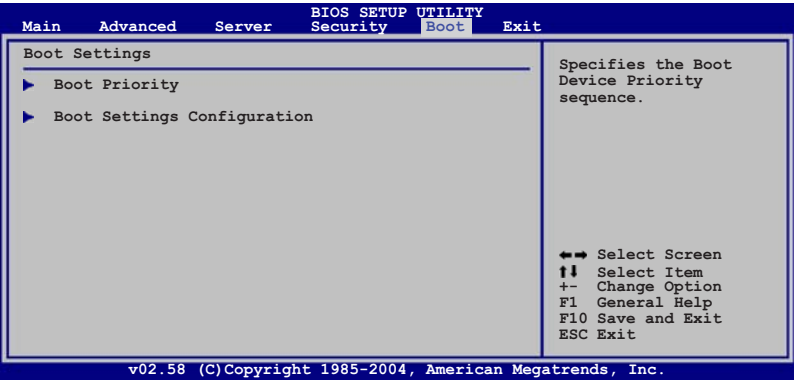 BIOS SETUP UTILITY
Main Advanced Server Security Boot Exit
Boot Settings
Boot Priority
Boot Settings Configuration
Specifies the Boot
Device Priority
sequence.
Select Screen
Select Item
+- Change Option
F1 General Help
F10 Save and Exit
ESC Exit
v02.58 (C)Copyright 1985-2004, American Megatrends, Inc.